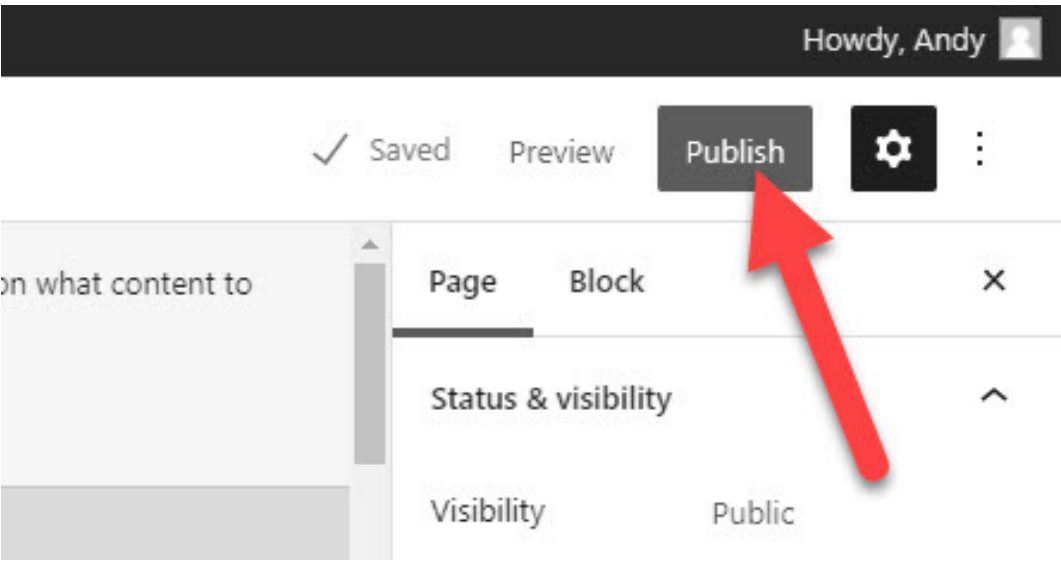 Howdy, Andy
Saved Preview Publish
on what content to
Page Block
Status & visibility
Visibility Public